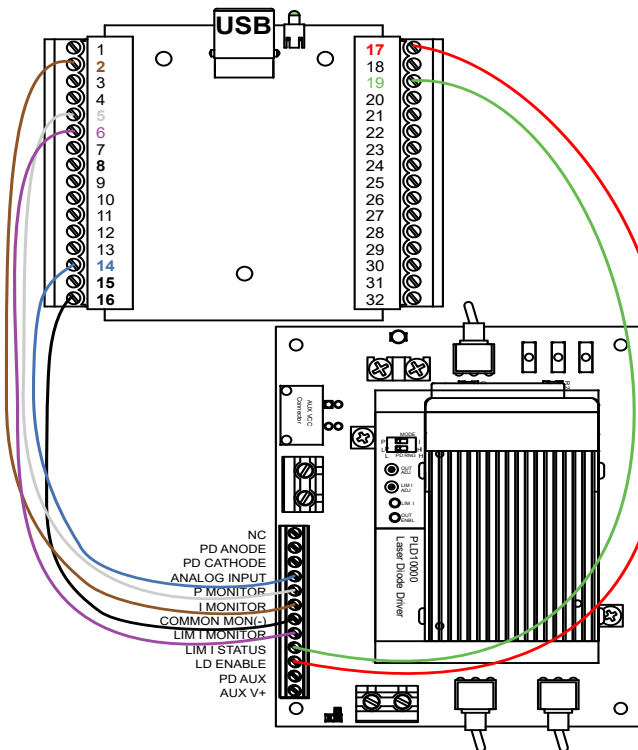 USB
1
2
3
4
5
6
7
8
9
10
11
12
13
14
15
16
17
18
19
20
21
22
23
24
25
26
27
28
29
30
31
32
AUX VCC
Connector
MODE
P I
L H
PD RNG
L H
OUT
ADJ
LIM I
ADJ
LIM I
OUT
ENBL
PLD10000
Laser Diode Driver
NC
PD ANODE
PD CATHODE
ANALOG INPUT
P MONITOR
I MONITOR
COMMON MON(-)
LIM I MONITOR
LIM I STATUS
LD ENABLE
PD AUX
AUX V+